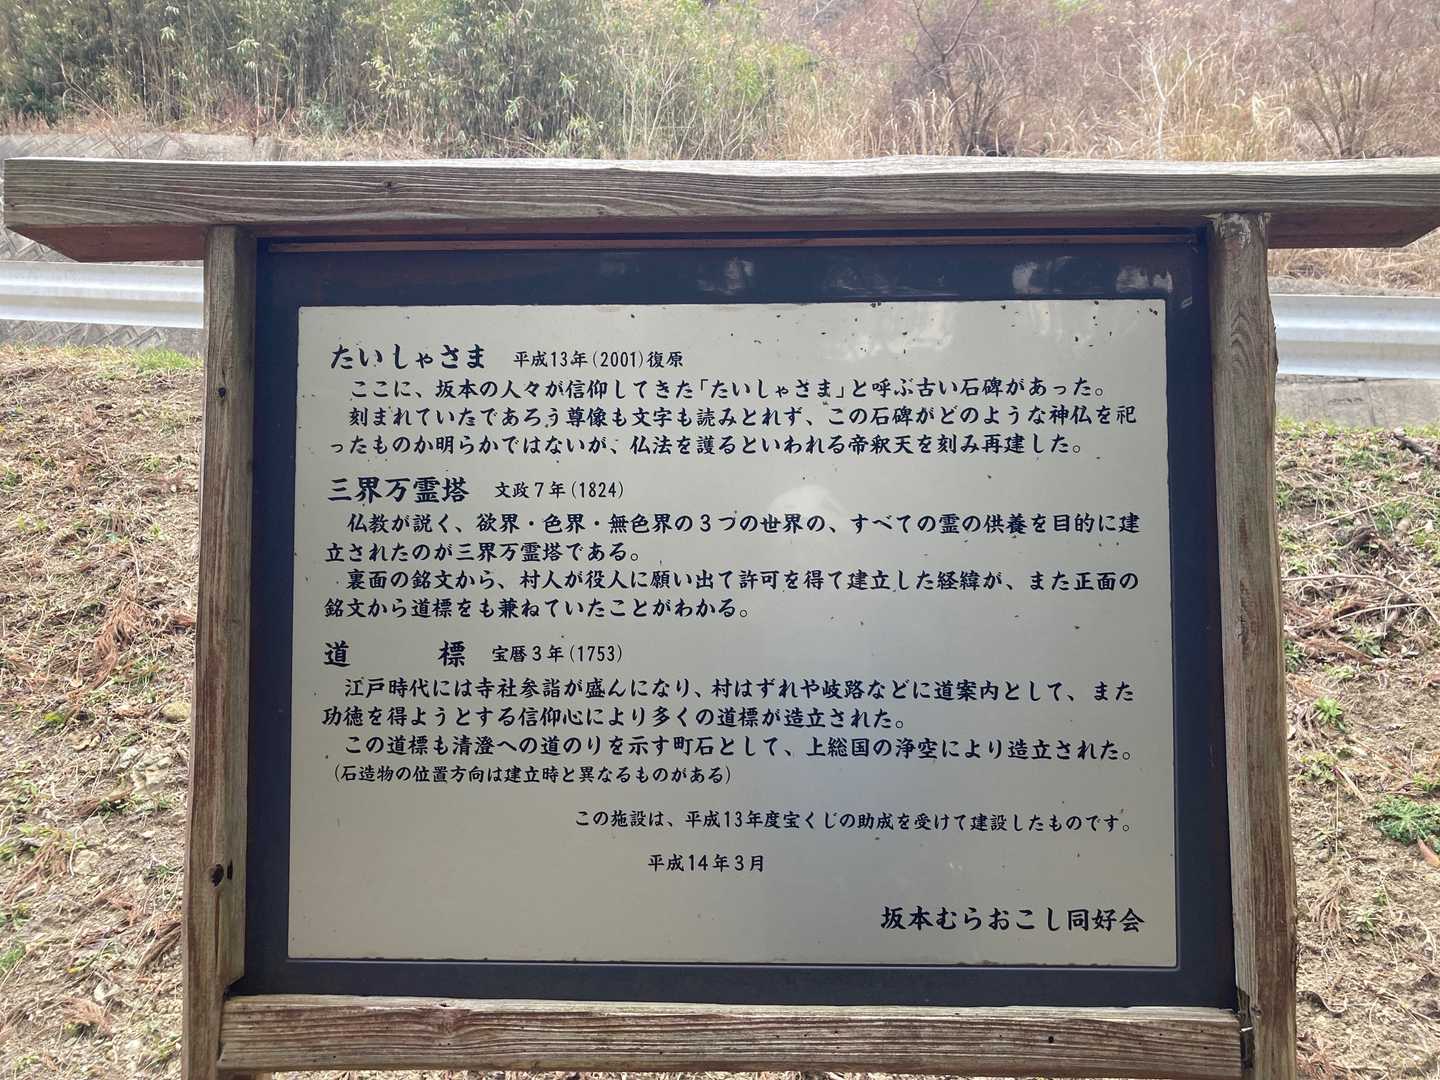 たいしゃさま 平成13年(2001)復原
ここに、坂本の人々が信仰してきた「たいしゃさま」と呼ぶ古い石碑があった。
刻まれていたであろう尊像も文字も読みとれず、この石碑がどのような神仏を祀
ったものか明らかではないが、仏法を護るといわれる帝釈天を刻み再建した。
三界万霊塔 文政7年(1824)
仏教が説く、欲界・色界・無色界の3つの世界の、すべての霊の供養を目的に建
立されたのが三界万霊塔である。
裏面の銘文から、村人が役人に願い出て許可を得て建立した経緯が、また正面の
銘文から道標をも兼ねていたことがわかる。
道標 宝暦3年(1753)
江戸時代には寺社参詣が盛んになり、村はずれや岐路などに道案内として、また
功徳を得ようとする信仰心により多くの道標が造立された。
この道標も清澄への道のりを示す町石として、上総国の浄空により造立された。
(石造物の位置方向は建立時と異なるものがある)
この施設は、平成13年度宝くじの助成を受けて建設したものです。
平成14年3月
坂本むらおこし同好会